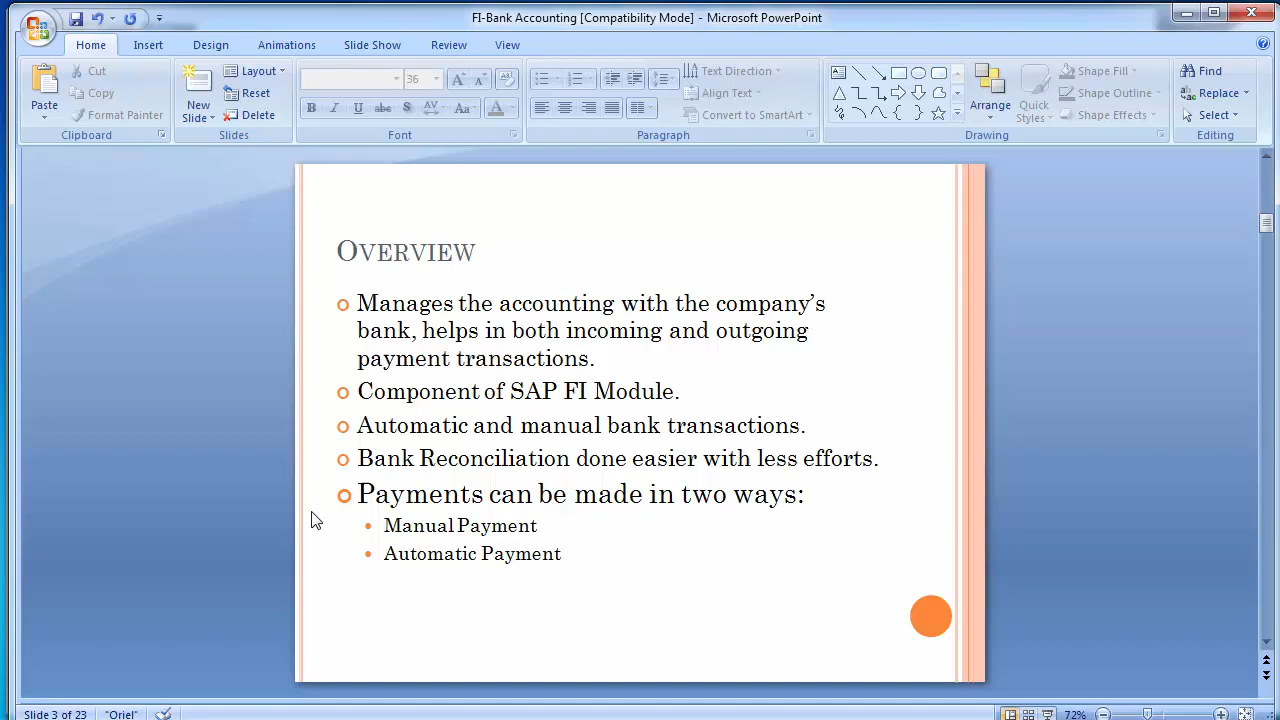 FI-Bank Accounting [Compatibility Mode] - Microsoft PowerPoint
Home Insert Design Animations Slide Show Review View
Paste Cut Copy Format Painter Clipboard
New Slide Layout Reset Delete Slides
36 B I U abc S AV Aa A Font
Text Direction Align Text Convert to SmartArt Paragraph
Arrange Quick Styles Shape Fill Shape Outline Shape Effects Drawing
Find Replace Select Editing
OVERVIEW
Manages the accounting with the company’s
bank, helps in both incoming and outgoing
payment transactions.
Component of SAP FI Module.
Automatic and manual bank transactions.
Bank Reconciliation done easier with less efforts.
Payments can be made in two ways:
Manual Payment
Automatic Payment
Slide 3 of 23 "Oriel" 72%